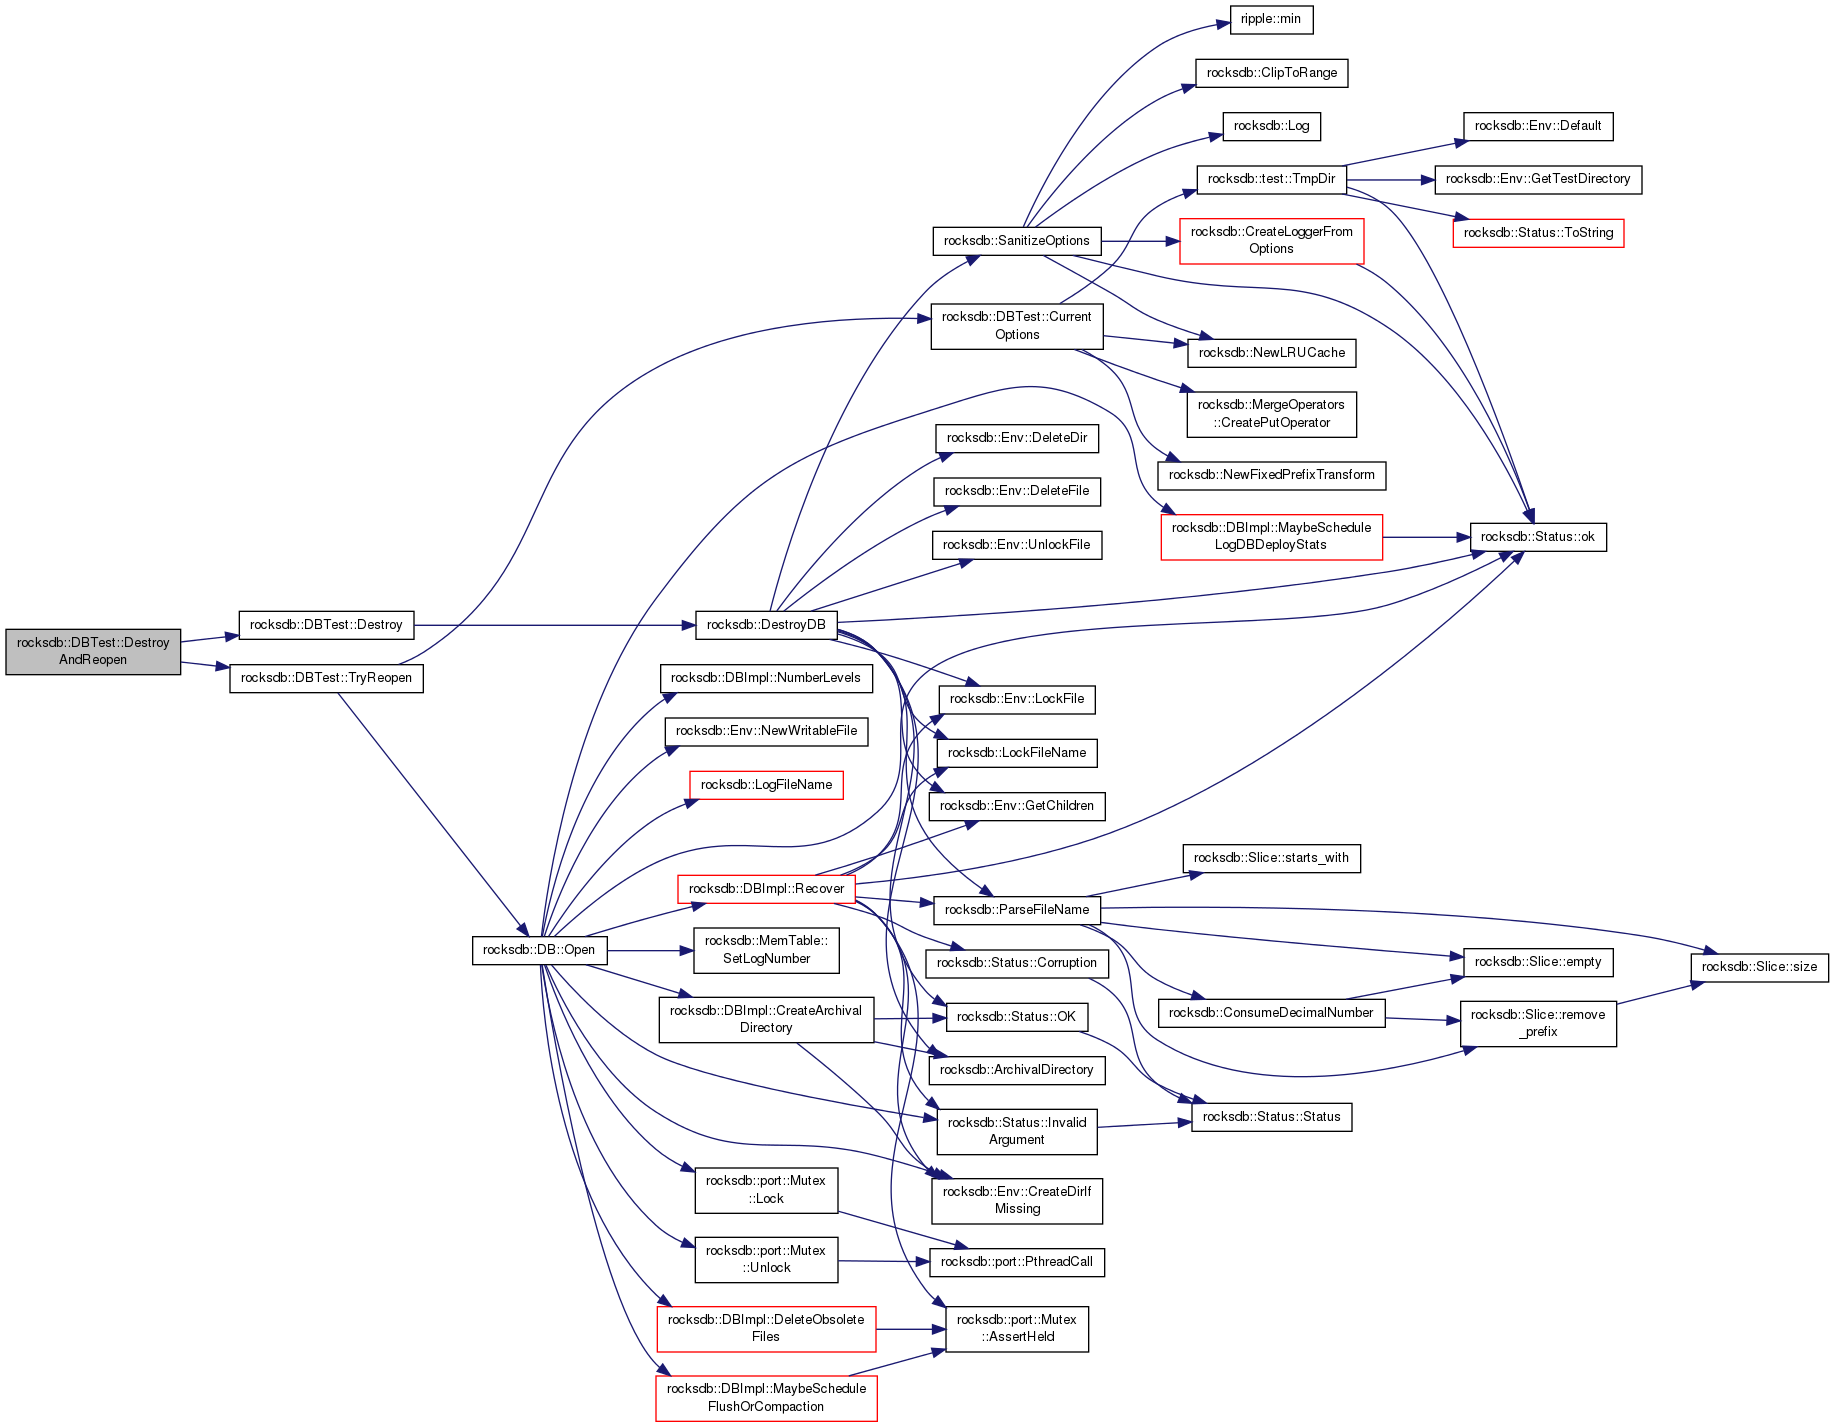 ripple::min
rocksdb::ClipToRange
rocksdb::Log
rocksdb::Env::Default
rocksdb::test::TmpDir
rocksdb::Env::GetTestDirectory
rocksdb::SanitizeOptions
rocksdb::CreateLoggerFrom
Options
rocksdb::Status::ToString
rocksdb::DBTest::Current
Options
rocksdb::NewLRUCache
rocksdb::MergeOperators
::CreatePutOperator
rocksdb::Env::DeleteDir
rocksdb::NewFixedPrefixTransform
rocksdb::Env::DeleteFile
rocksdb::DBImpl::MaybeSchedule
LogDBDeployStats
rocksdb::Status::ok
rocksdb::Env::UnlockFile
rocksdb::DBTest::Destroy
AndReopen
rocksdb::DBTest::Destroy
rocksdb::DestroyDB
rocksdb::DBTest::TryReopen
rocksdb::DBImpl::NumberLevels
rocksdb::Env::LockFile
rocksdb::Env::NewWritableFile
rocksdb::LockFileName
rocksdb::LogFileName
rocksdb::Env::GetChildren
rocksdb::Slice::starts_with
rocksdb::DBImpl::Recover
rocksdb::ParseFileName
rocksdb::DB::Open
rocksdb::MemTable::
SetLogNumber
rocksdb::Status::Corruption
rocksdb::Slice::empty
rocksdb::Slice::size
rocksdb::DBImpl::CreateArchival
Directory
rocksdb::Status::OK
rocksdb::ConsumeDecimalNumber
rocksdb::Slice::remove
_prefix
rocksdb::ArchivalDirectory
rocksdb::Status::Invalid
Argument
rocksdb::Status::Status
rocksdb::port::Mutex
::Lock
rocksdb::Env::CreateDirIf
Missing
rocksdb::port::Mutex
::Unlock
rocksdb::port::PthreadCall
rocksdb::DBImpl::DeleteObsolete
Files
rocksdb::port::Mutex
::AssertHeld
rocksdb::DBImpl::MaybeSchedule
FlushOrCompaction